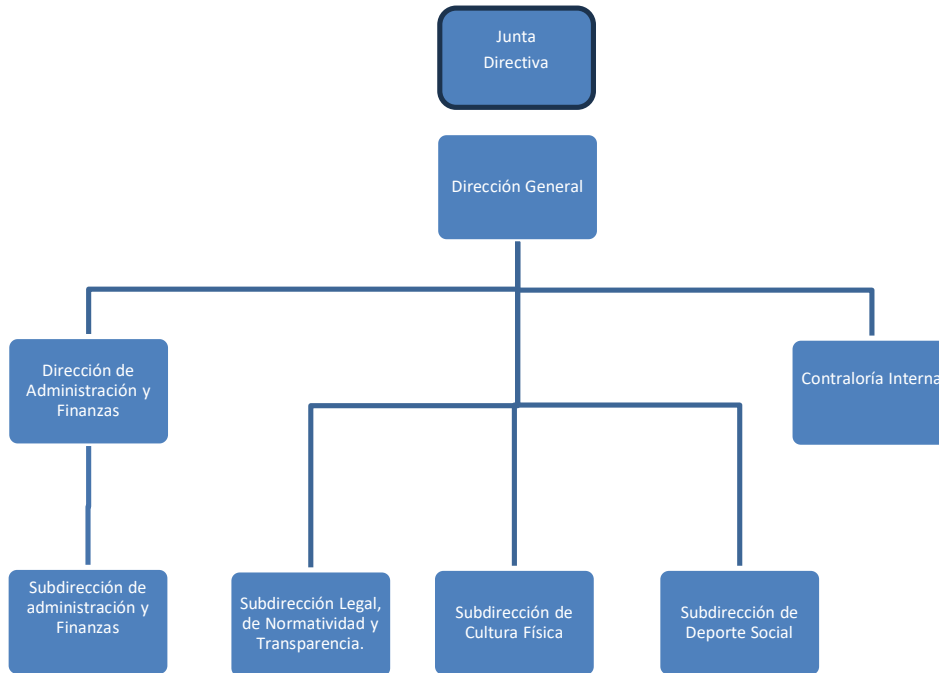 Junta
Directiva
Dirección General
Dirección de
Administración y
Finanzas
Contraloría Interna
Subdirección de
administración y
Finanzas
Subdirección Legal,
de Normatividad y
Transparencia.
Subdirección de
Cultura Física
Subdirección de
Deporte Social